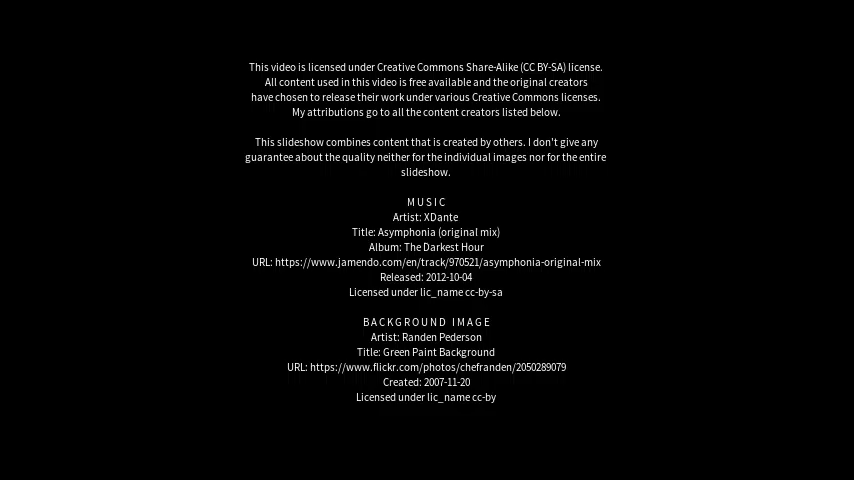 This video is licensed under Creative Commons Share-Alike (CC BY-SA) license.
All content used in this video is free available and the original creators
have chosen to release their work under various Creative Commons licenses.
My attributions go to all the content creators listed below.
This slideshow combines content that is created by others. I don't give any
guarantee about the quality neither for the individual images nor for the entire
slideshow.
M U S I C
Artist: XDante
Title: Asymphonia (original mix)
Album: The Darkest Hour
URL: https://www.jamendo.com/en/track/970521/asymphonia-original-mix
Released: 2012-10-04
Licensed under lic_name cc-by-sa
B A C K G R O U N D   I M A G E
Artist: Randen Pederson
Title: Green Paint Background
URL: https://www.flickr.com/photos/chefranden/2050289079
Created: 2007-11-20
Licensed under lic_name cc-by